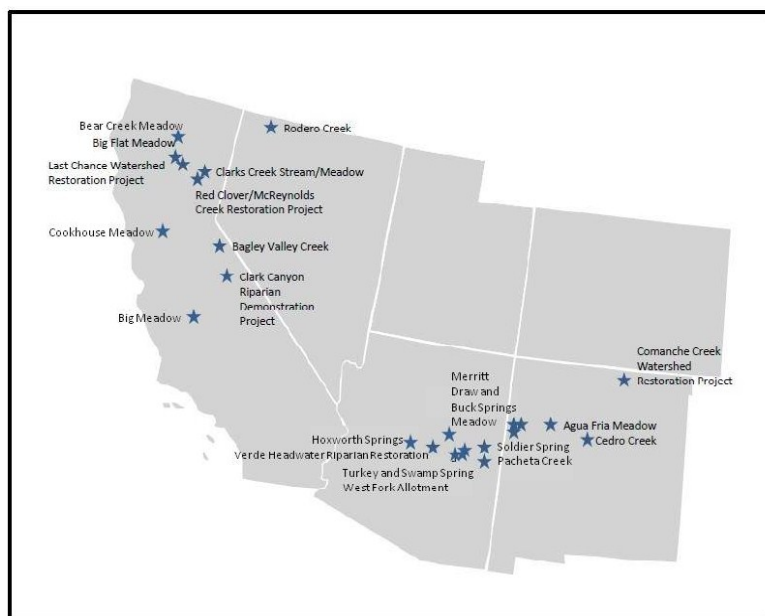 Bear Creek Meadow
Big Flat Meadow
Last Chance Watershed
Restoration Project
Rodero Creek
Clarks Creek Stream/Meadow
Red Clover/McReynolds
Creek Restoration Project
Cookhouse Meadow
Bagley Valley Creek
Clark Canyon
Riparian
Demonstration
Project
Big Meadow
Comanche Creek
Watershed
Restoration Project
Merritt
Draw and
Buck Springs
Meadow
Agua Fria Meadow
Cedro Creek
Hoxworth Springs
Verde Headwater Riparian Restoration
Soldier Spring
Pacheta Creek
Turkey and Swamp Spring
West Fork Allotment